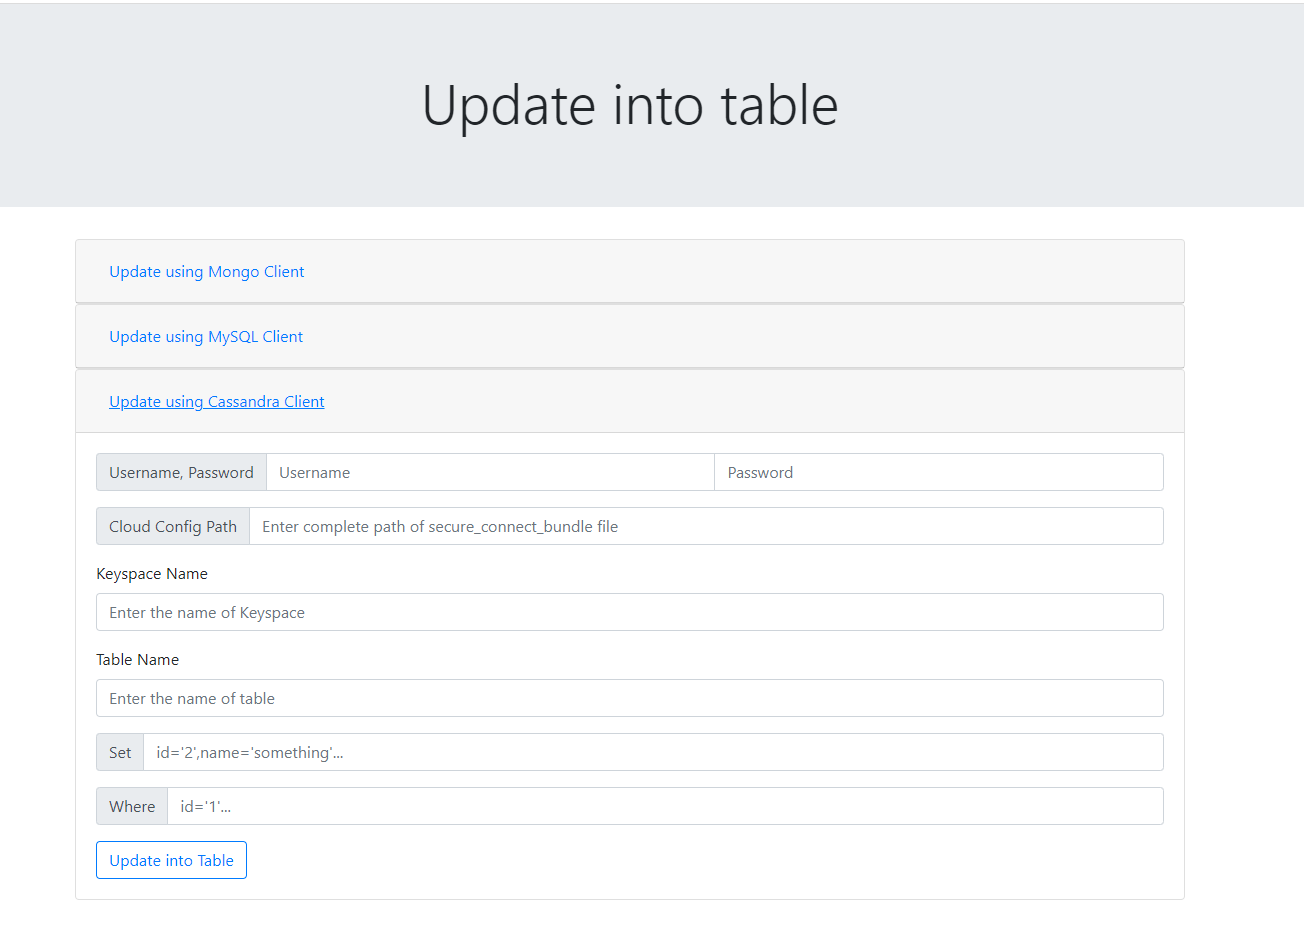 Update into table
Update using Mongo Client
Update using MySQL Client
Update using Cassandra Client
Username, Password Username Password
Cloud Config Path Enter complete path of secure_connect_bundle file
Keyspace Name
Enter the name of Keyspace
Table Name
Enter the name of table
Set id='2',name='something'...
Where id='1'...
Update into Table